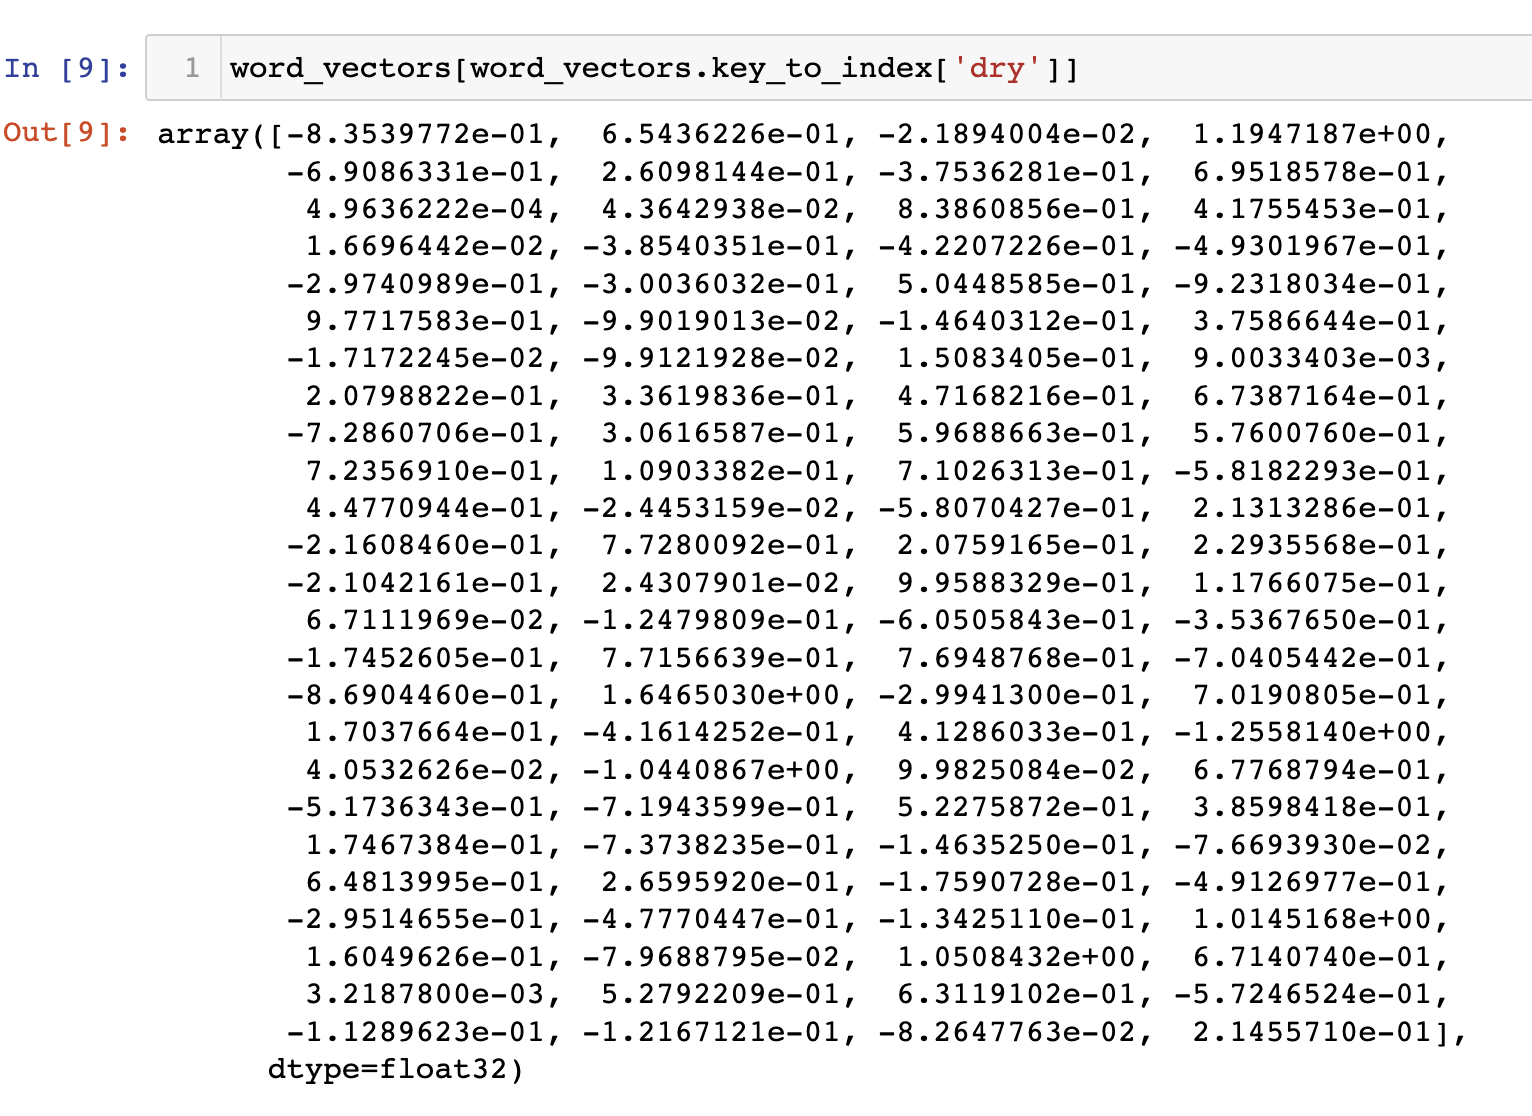 In [9]: 1 word_vectors[word_vectors.key_to_index['dry']]
Out[9]: array([-8.3539772e-01, 6.5436226e-01, -2.1894004e-02, 1.1947187e+00,
-6.9086331e-01, 2.6098144e-01, -3.7536281e-01, 6.9518578e-01,
4.9636222e-04, 4.3642938e-02, 8.3860856e-01, 4.1755453e-01,
1.6696442e-02, -3.8540351e-01, -4.2207226e-01, -4.9301967e-01,
-2.9740989e-01, -3.0036032e-01, 5.0448585e-01, -9.2318034e-01,
9.7717583e-01, -9.9019013e-02, -1.4640312e-01, 3.7586644e-01,
-1.7172245e-02, -9.9121928e-02, 1.5083405e-01, 9.0033403e-03,
2.0798822e-01, 3.3619836e-01, 4.7168216e-01, 6.7387164e-01,
-7.2860706e-01, 3.0616587e-01, 5.9688663e-01, 5.7600760e-01,
7.2356910e-01, 1.0903382e-01, 7.1026313e-01, -5.8182293e-01,
4.4770944e-01, -2.4453159e-02, -5.8070427e-01, 2.1313286e-01,
-2.1608460e-01, 7.7280092e-01, 2.0759165e-01, 2.2935568e-01,
-2.1042161e-01, 2.4307901e-02, 9.9588329e-01, 1.1766075e-01,
6.7111969e-02, -1.2479809e-01, -6.0505843e-01, -3.5367650e-01,
-1.7452605e-01, 7.7156639e-01, 7.6948768e-01, -7.0405442e-01,
-8.6904460e-01, 1.6465030e+00, -2.9941300e-01, 7.0190805e-01,
1.7037664e-01, -4.1614252e-01, 4.1286033e-01, -1.2558140e+00,
4.0532626e-02, -1.0440867e+00, 9.9825084e-02, 6.7768794e-01,
-5.1736343e-01, -7.1943599e-01, 5.2275872e-01, 3.8598418e-01,
1.7467384e-01, -7.3738235e-01, -1.4635250e-01, -7.6693930e-02,
6.4813995e-01, 2.6595920e-01, -1.7590728e-01, -4.9126977e-01,
-2.9514655e-01, -4.7770447e-01, -1.3425110e-01, 1.0145168e+00,
1.6049626e-01, -7.9688795e-02, 1.0508432e+00, 6.7140740e-01,
3.2187800e-03, 5.2792209e-01, 6.3119102e-01, -5.7246524e-01,
-1.1289623e-01, -1.2167121e-01, -8.2647763e-02, 2.1455710e-01],
dtype=float32)